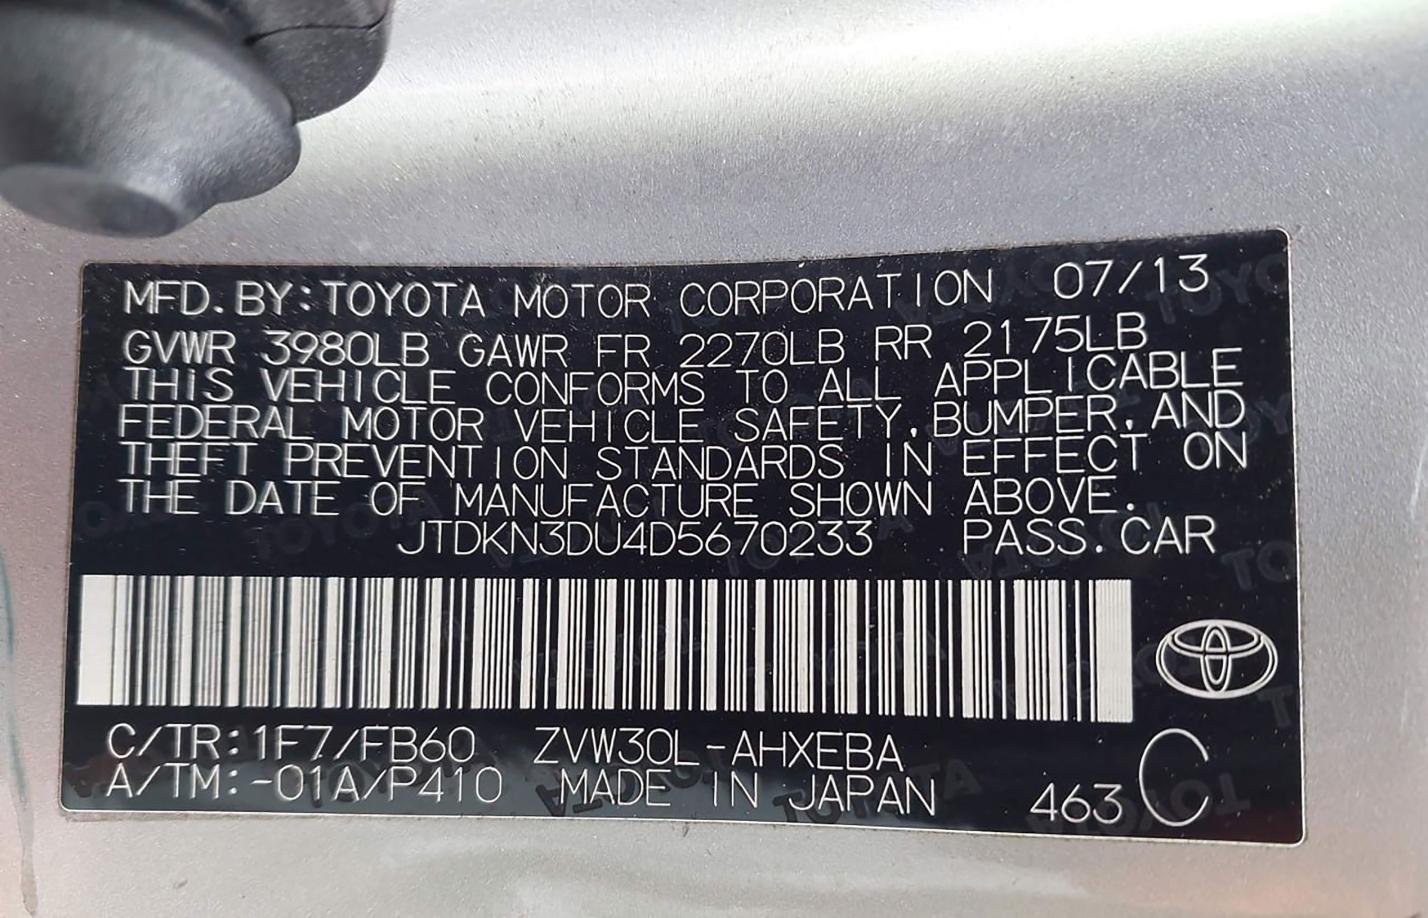 MFD. BY: TOYOTA MOTOR CORPORATION 07/13
GVWR 3980LB GAWR FR 2270LB RR 2175LB
THIS VEHICLE CONFORMS TO ALL APPLICABLE
FEDERAL MOTOR VEHICLE SAFETY, BUMPER, AND
THEFT PREVENTION STANDARDS IN EFFECT ON
THE DATE OF MANUFACTURE SHOWN ABOVE.
JTDKN3DU4D5670233 PASS. CAR
C/TR: 1F7/FB60 ZVW30L-AHXEBA
A/TM: -01A/P410 MADE IN JAPAN 463 C